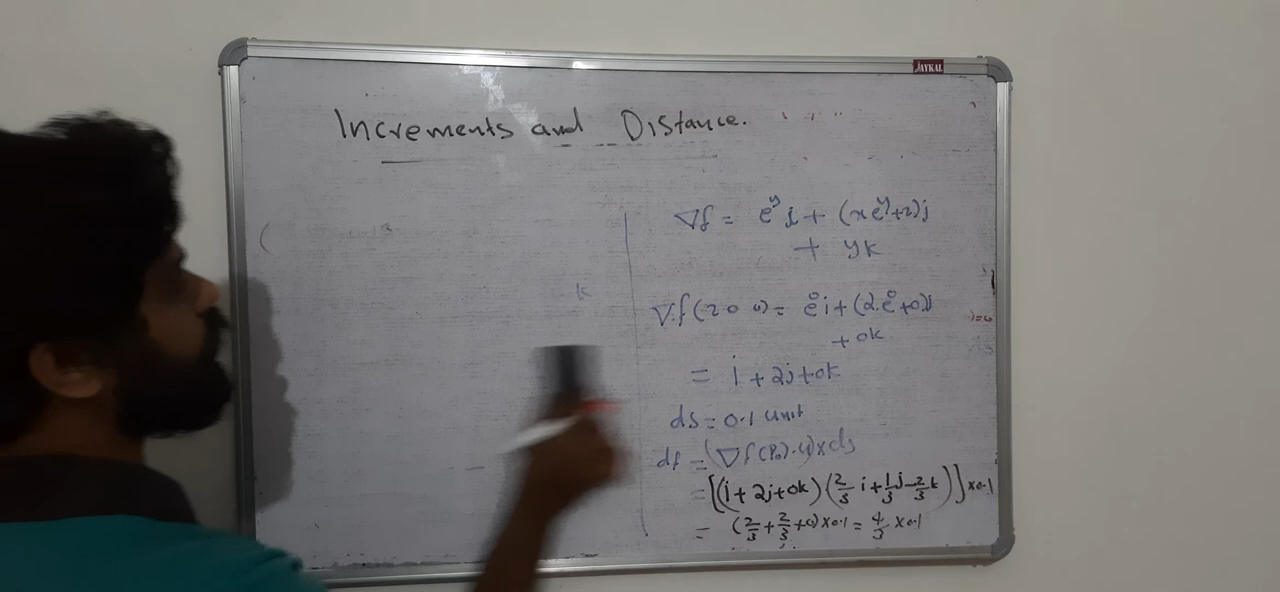 JAYKAL
Increments and Distance.
∇f = e^y i + (xe^y+z)j
+ yk
∇f(2 0 0) = e^0 i + (2.e^0+0)j
+ 0k
= i + 2j + 0k
k
ds = 0.1 unit
df = (∇f(P₀)·u)×ds
= [(i + 2j + 0k)(2/3 i + 1/3 j - 2/3 k)] × 0.1
= (2/3 + 2/3 + 0) × 0.1 = 4/3 × 0.1